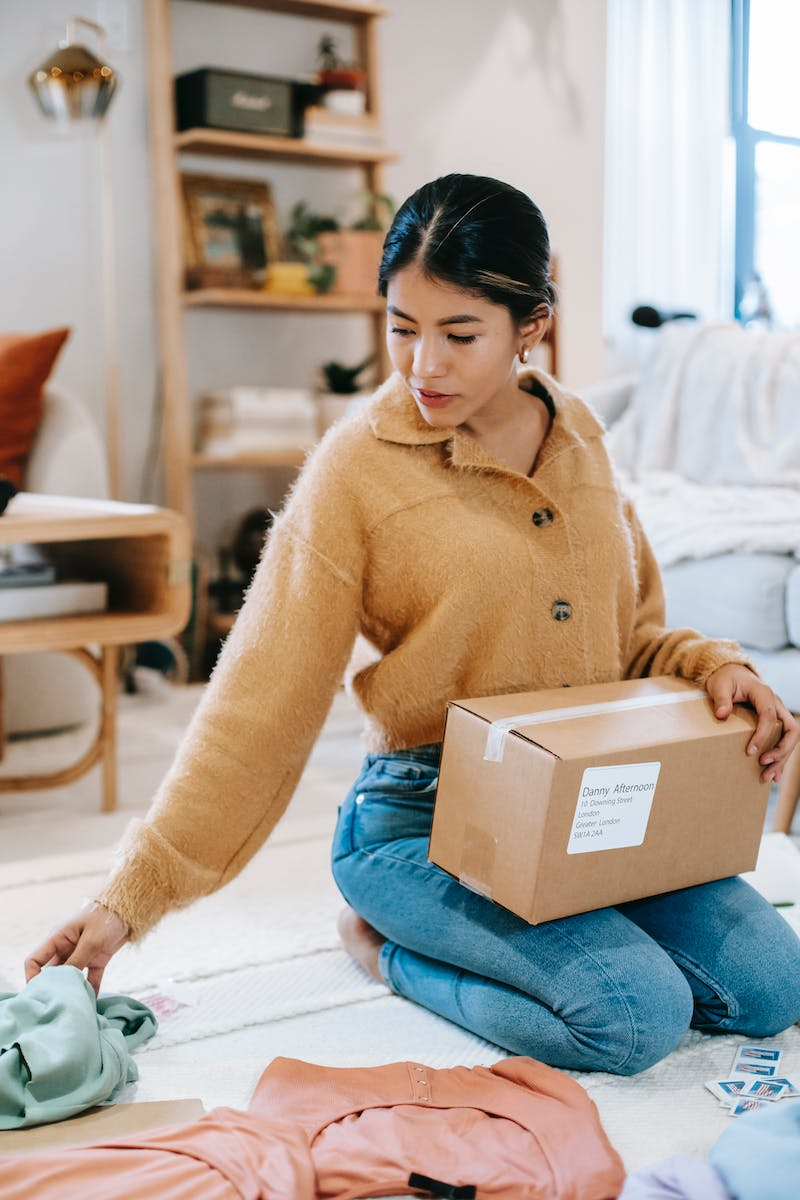 Danny Afternoon
10 Downing Street
London
Greater London
SW1A 2AA